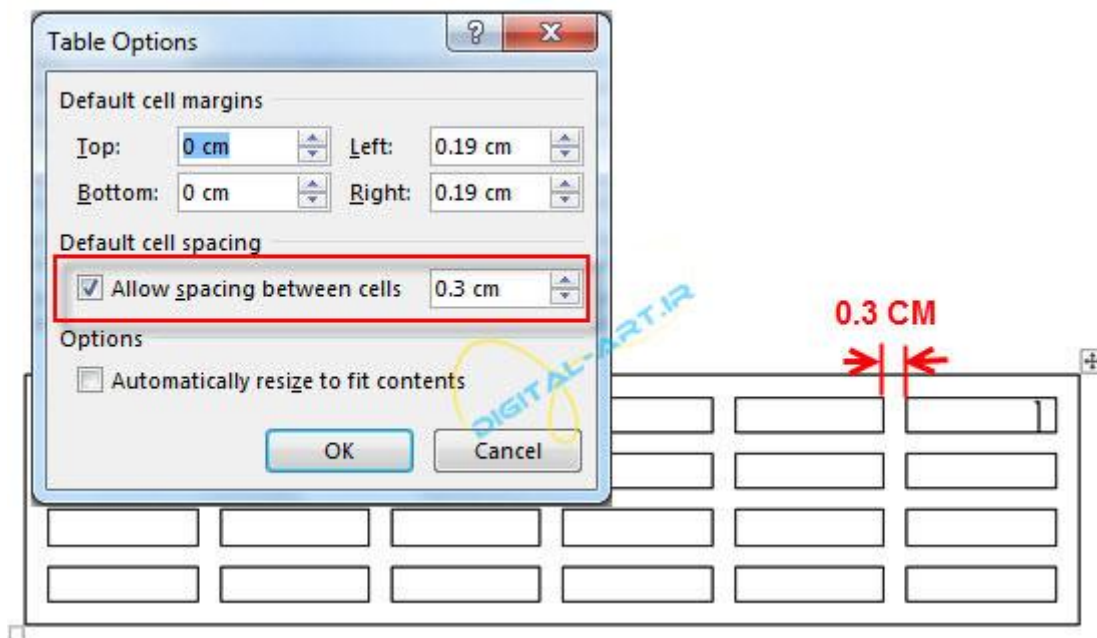 Table Options
Default cell margins
Top: 0 cm Left: 0.19 cm
Bottom: 0 cm Right: 0.19 cm
Default cell spacing
Allow spacing between cells 0.3 cm
Options
Automatically resize to fit contents
OK Cancel
DIGITAL-ART.IR
0.3 CM